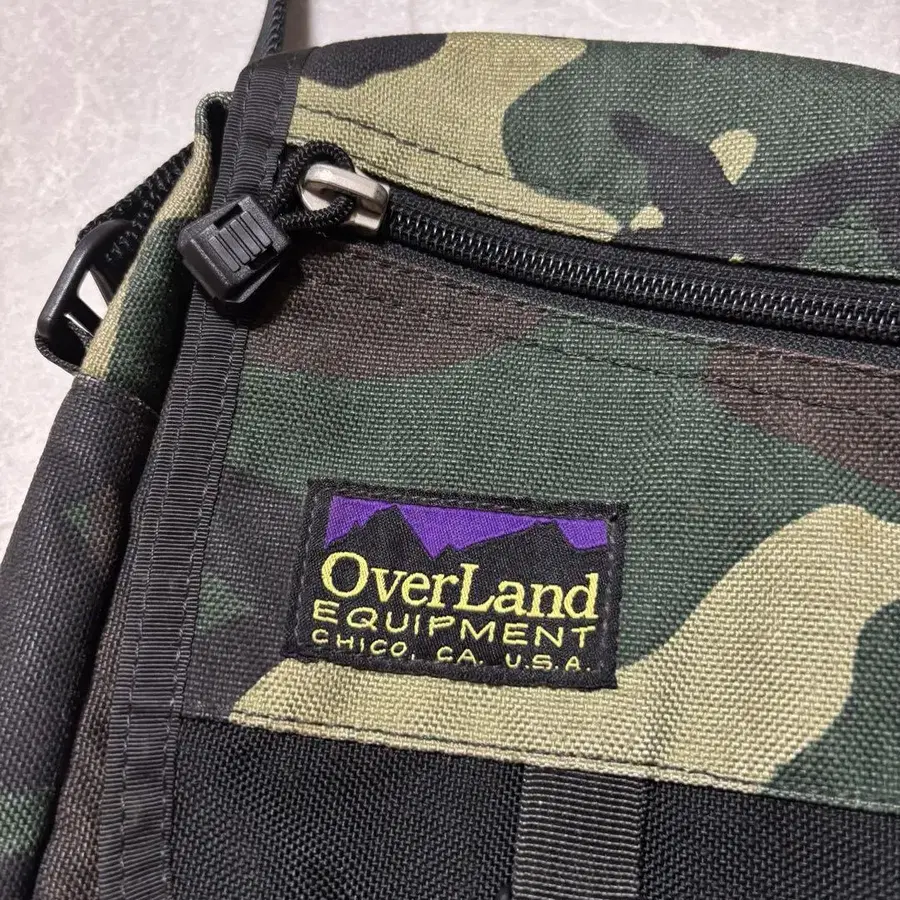 OverLand
EQUIPMENT
CHICO, CA. U.S.A.